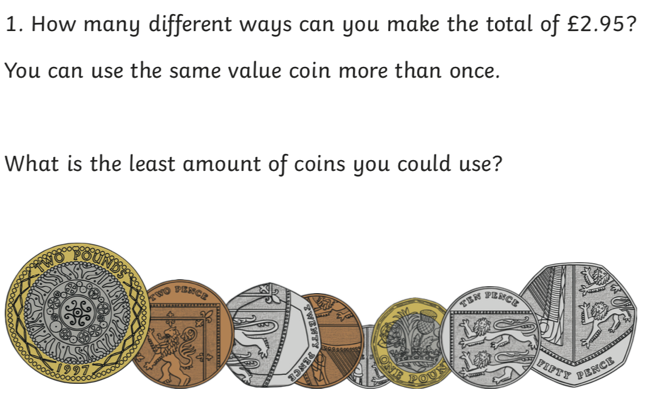 1. How many different ways can you make the total of £2.95?
You can use the same value coin more than once.
What is the least amount of coins you could use?
TWO POUNDS
1997
TWO PENCE
TWENTY PENCE
ONE POUN
TEN PENCE
FIFTY PENCE